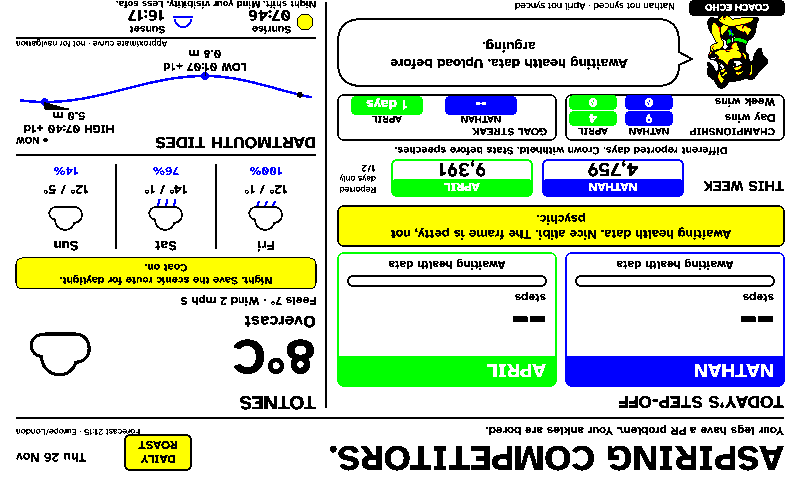 ASPIRING COMPETITORS.
Your legs have a PR problem. Your ankles are bored.
DAILY
ROAST
Thu 26 Nov
Forecast 21:15 · Europe/London
TODAY'S STEP-OFF
NATHAN
--
steps
Awaiting health data
APRIL
--
steps
Awaiting health data
Awaiting health data. Nice alibi. The frame is petty, not
psychic.
THIS WEEK
NATHAN
4,759
APRIL
9,391
Reported
days only
1/2
Different reported days. Crown withheld. Stats before speeches.
CHAMPIONSHIP
NATHAN
APRIL
Day wins
9
4
Week wins
0
0
GOAL STREAK
NATHAN
--
APRIL
1 days
COACH ECHO
Awaiting health data. Upload before
arguing.
Nathan not synced · April not synced
TOTNES
8°C
Overcast
Feels 7° · Wind 2 mph S
Night. Save the scenic route for daylight.
Coat on.
Fri
12° / 1°
100%
Sat
14° / 1°
76%
Sun
12° / 5°
14%
DARTMOUTH TIDES
• NOW
HIGH 07:40 +1d
5.0 m
LOW 01:07 +1d
0.8 m
Approximate curve · not for navigation
Sunrise
07:46
Sunset
16:17
Night shift. Mind your visibility. Less sofa.